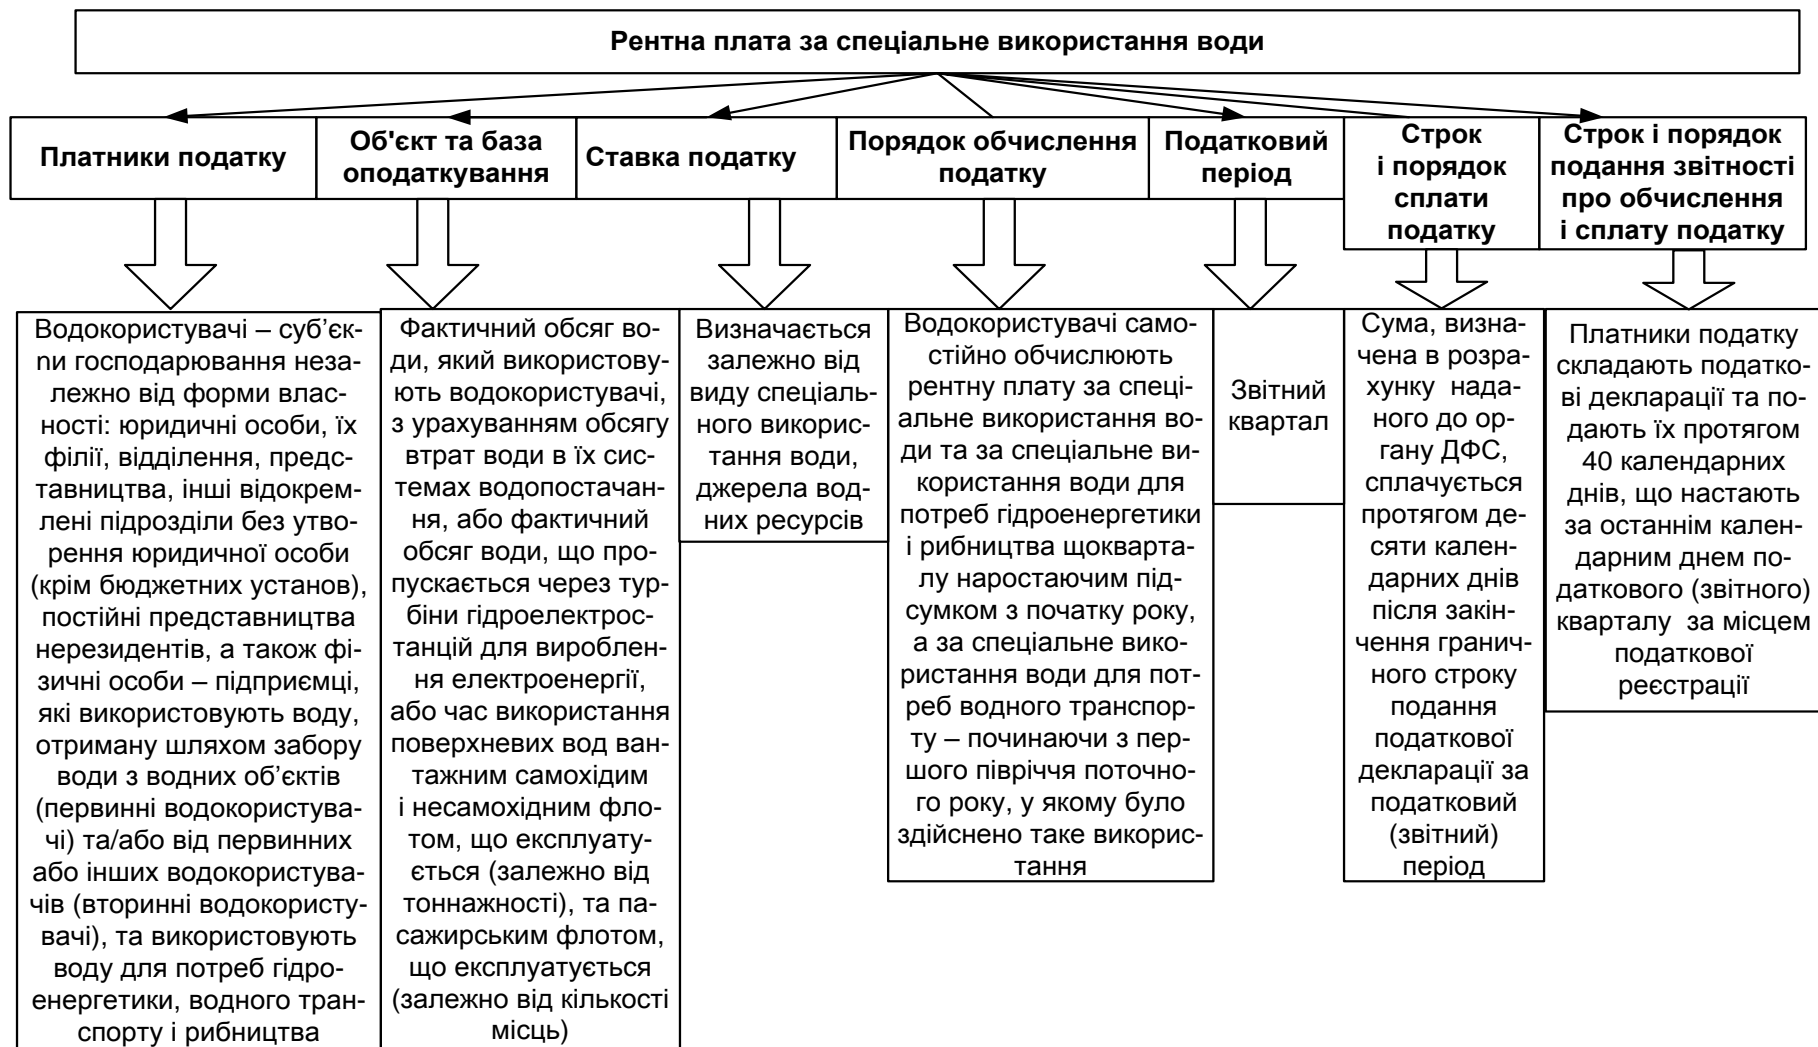 Рентна плата за спеціальне використання води
Платники податку
Об'єкт та база
оподаткування
Ставка податку
Порядок обчислення
податку
Податковий
період
Строк
і порядок
сплати
податку
Строк і порядок
подання звітності
про обчислення
і сплату податку
Водокористувачі – суб’єк-
пи господарювання неза-
лежно від форми влас-
ності: юридичні особи, їх
філії, відділення, предс-
тавництва, інші відокрем-
лені підрозділи без утво-
рення юридичної особи
(крім бюджетних установ),
постійні представництва
нерезидентів, а також фі-
зичні особи – підприємці,
які використовують воду,
отриману шляхом забору
води з водних об’єктів
(первинні водокористува-
чі) та/або від первинних
або інших водокористува-
чів (вторинні водокористу-
вачі), та використовують
воду для потреб гідро-
енергетики, водного тран-
спорту і рибництва
Фактичний обсяг во-
ди, який використову-
ють водокористувачі,
з урахуванням обсягу
втрат води в їх сис-
темах водопостачан-
ня, або фактичний
обсяг води, що про-
пускається через тур-
біни гідроелектрос-
танцій для вироблен-
ня електроенергії,
або час використання
поверхневих вод ван-
тажним самохідим
і несамохідним фло-
том, що експлуату-
ється (залежно від
тоннажності), та па-
сажирським флотом,
що експлуатується
(залежно від кількості
місць)
Визначається
залежно від
виду спеціаль-
ного викорис-
тання води,
джерела вод-
них ресурсів
Водокористувачі само-
стійно обчислюють
рентну плату за спеці-
альне використання во-
ди та за спеціальне ви-
користання води для
потреб гідроенергетики
і рибництва щокварта-
лу наростаючим під-
сумком з початку року,
а за спеціальне вико-
ристання води для пот-
реб водного транспор-
ту – починаючи з пер-
шого півріччя поточно-
го року, у якому було
здійснено таке викорис-
тання
Звітний
квартал
Сума, визна-
чена в розра-
хунку нада-
ного до ор-
гану ДФС,
сплачується
протягом де-
сяти кален-
дарних днів
після закін-
чення гранич-
ного строку
подання
податкової
декларації за
податковий
(звітний)
період
Платники податку
складають податко-
ві декларації та по-
дають їх протягом
40 календарних
днів, що настають
за останнім кален-
дарним днем по-
даткового (звітного)
кварталу за місцем
податкової
реєстрації